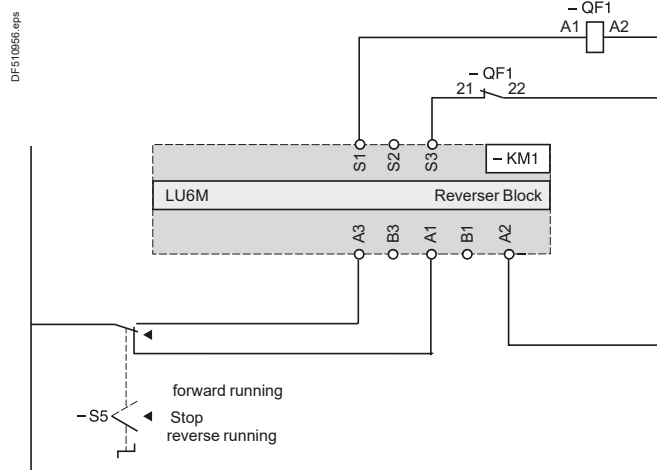 DF510956.eps
– QF1
A1 A2
– QF1
21 22
S1 S2 S3
– KM1
LU6M Reverser Block
A3 B3 A1 B1 A2
forward running
– S5 Stop
reverse running